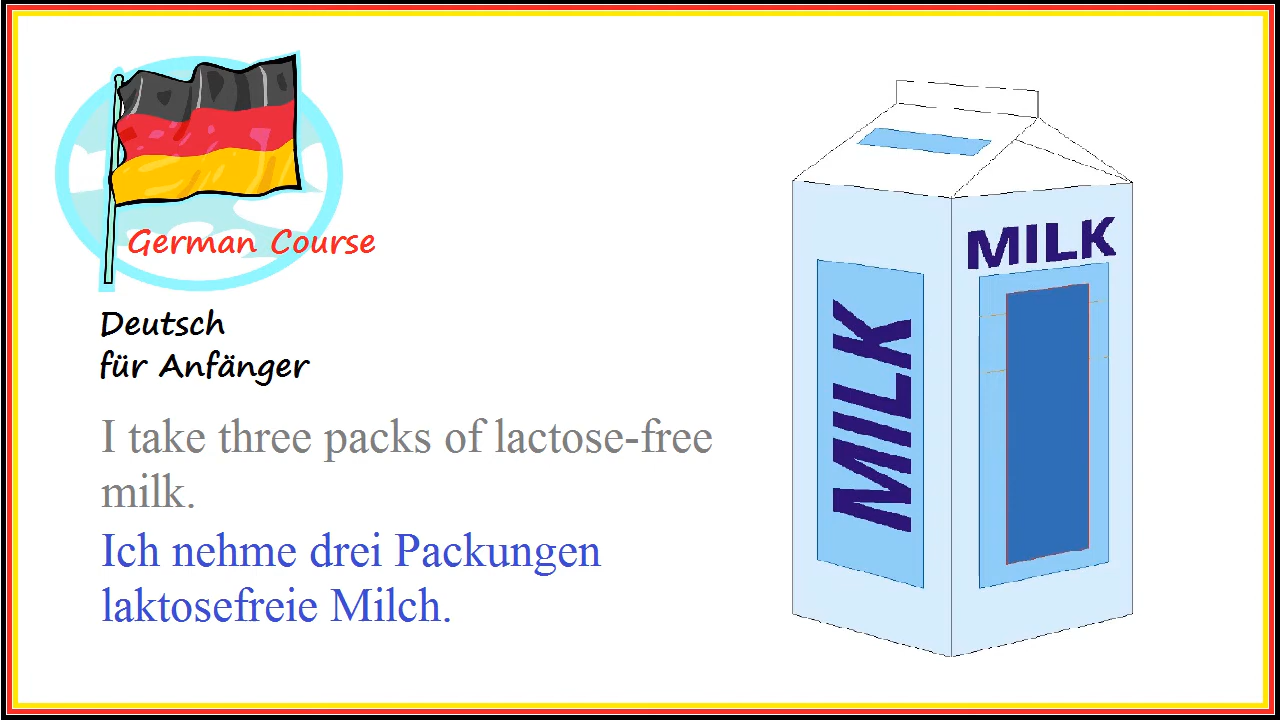 German Course
Deutsch
für Anfänger
I take three packs of lactose-free
milk.
Ich nehme drei Packungen
laktosefreie Milch.
MILK
MILK